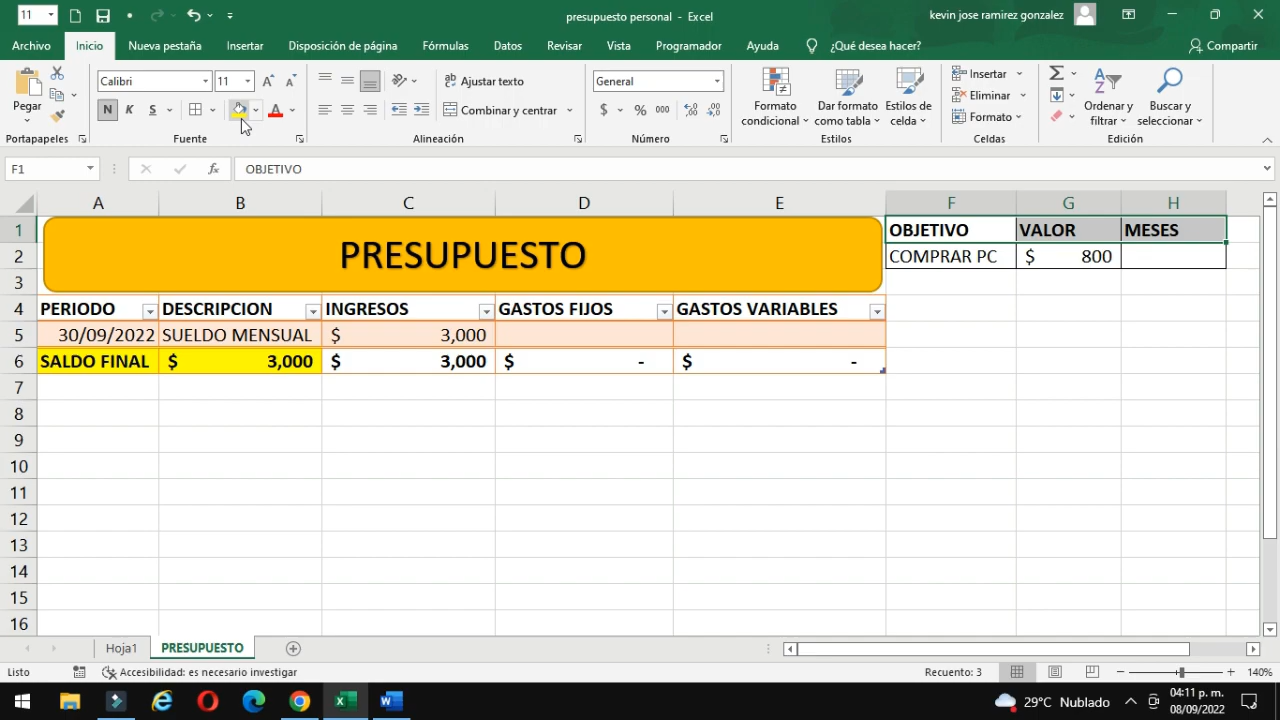 11
presupuesto personal - Excel
kevin jose ramirez gonzalez
Archivo Inicio Nueva pestaña Insertar Disposición de página Fórmulas Datos Revisar Vista Programador Ayuda ¿Qué desea hacer? Compartir
Pegar
Calibri 11
N K S A
Ajustar texto
Combinar y centrar
General
$ % 000
Formato condicional
Dar formato como tabla
Estilos de celda
Insertar
Eliminar
Formato
Ordenar y filtrar
Buscar y seleccionar
Portapapeles Fuente Alineación Número Estilos Celdas Edición
F1 fx OBJETIVO
A B C D E F G H
1 PRESUPUESTO OBJETIVO VALOR MESES
2 COMPRAR PC $ 800
3
4 PERIODO DESCRIPCION INGRESOS GASTOS FIJOS GASTOS VARIABLES
5 30/09/2022 SUELDO MENSUAL $ 3,000
6 SALDO FINAL $ 3,000 $ 3,000 $ - $ -
7
8
9
10
11
12
13
14
15
16
Hoja1 PRESUPUESTO
Listo Accesibilidad: es necesario investigar Recuento: 3 140%
29°C Nublado 04:11 p. m.
08/09/2022